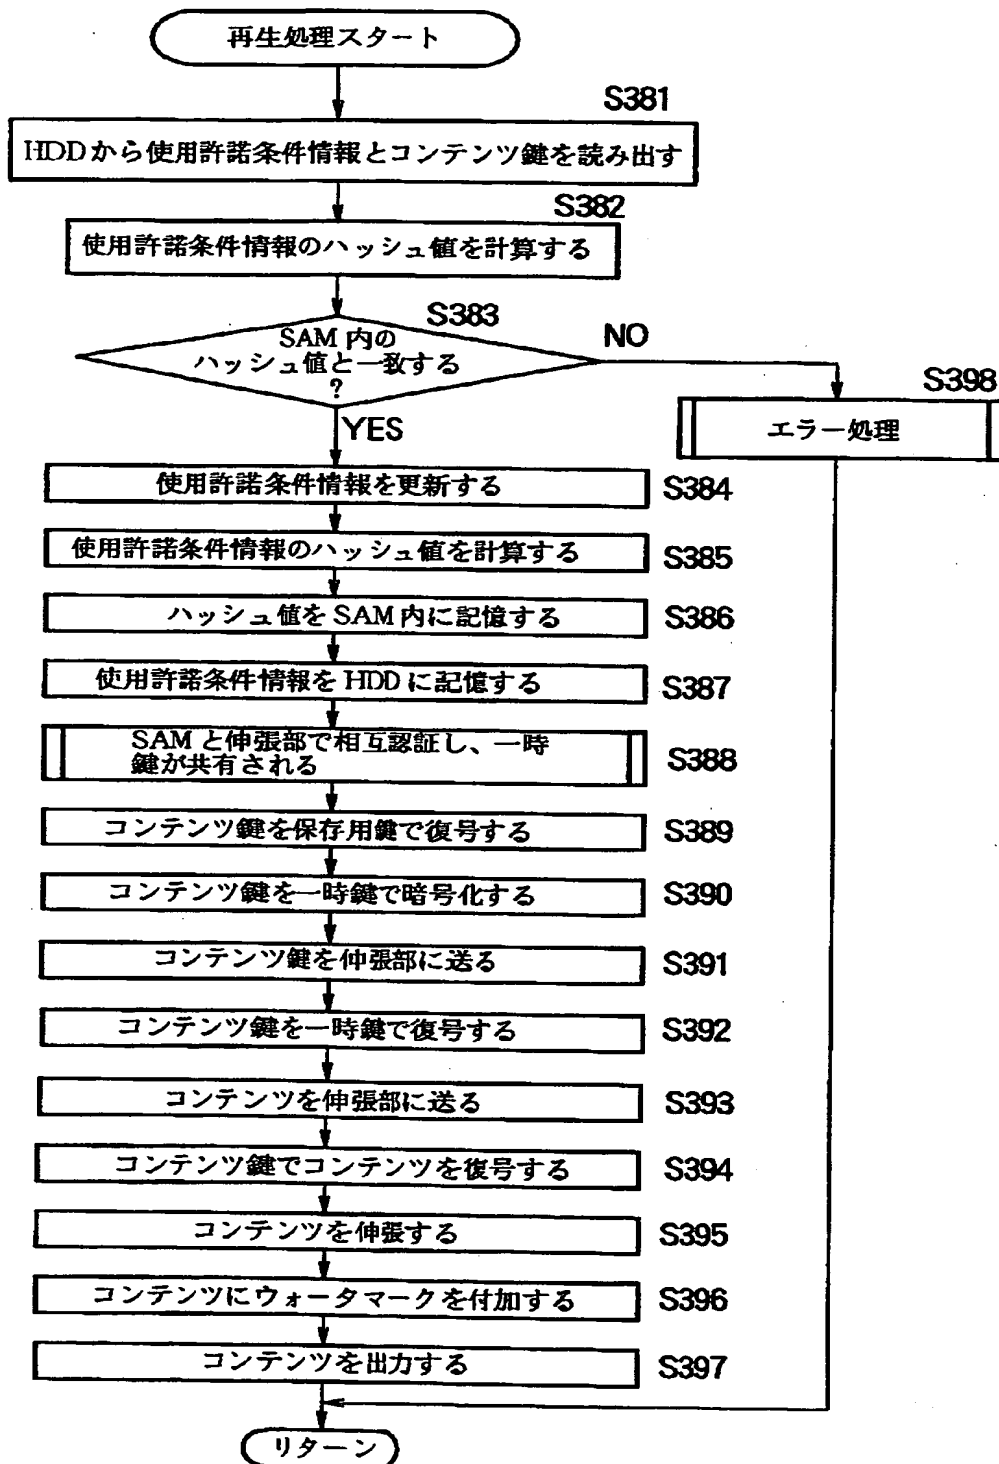 再生処理スタート
S381
HDDから使用許諾条件情報とコンテンツ鍵を読み出す
S382
使用許諾条件情報のハッシュ値を計算する
S383
SAM内の
ハッシュ値と一致する
?
NO
YES
S398
エラー処理
使用許諾条件情報を更新する
S384
使用許諾条件情報のハッシュ値を計算する
S385
ハッシュ値をSAM内に記憶する
S386
使用許諾条件情報をHDDに記憶する
S387
SAMと伸張部で相互認証し、一時
鍵が共有される
S388
コンテンツ鍵を保存用鍵で復号する
S389
コンテンツ鍵を一時鍵で暗号化する
S390
コンテンツ鍵を伸張部に送る
S391
コンテンツ鍵を一時鍵で復号する
S392
コンテンツを伸張部に送る
S393
コンテンツ鍵でコンテンツを復号する
S394
コンテンツを伸張する
S395
コンテンツにウォータマークを付加する
S396
コンテンツを出力する
S397
リターン